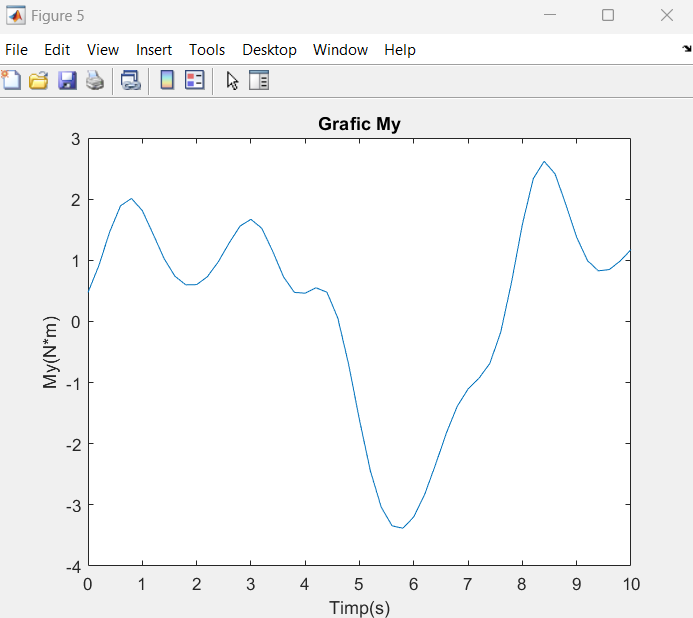 Figure 5
File Edit View Insert Tools Desktop Window Help
Grafic My
3
2
1
0
-1
-2
-3
-4
My(N*m)
0 1 2 3 4 5 6 7 8 9 10
Timp(s)